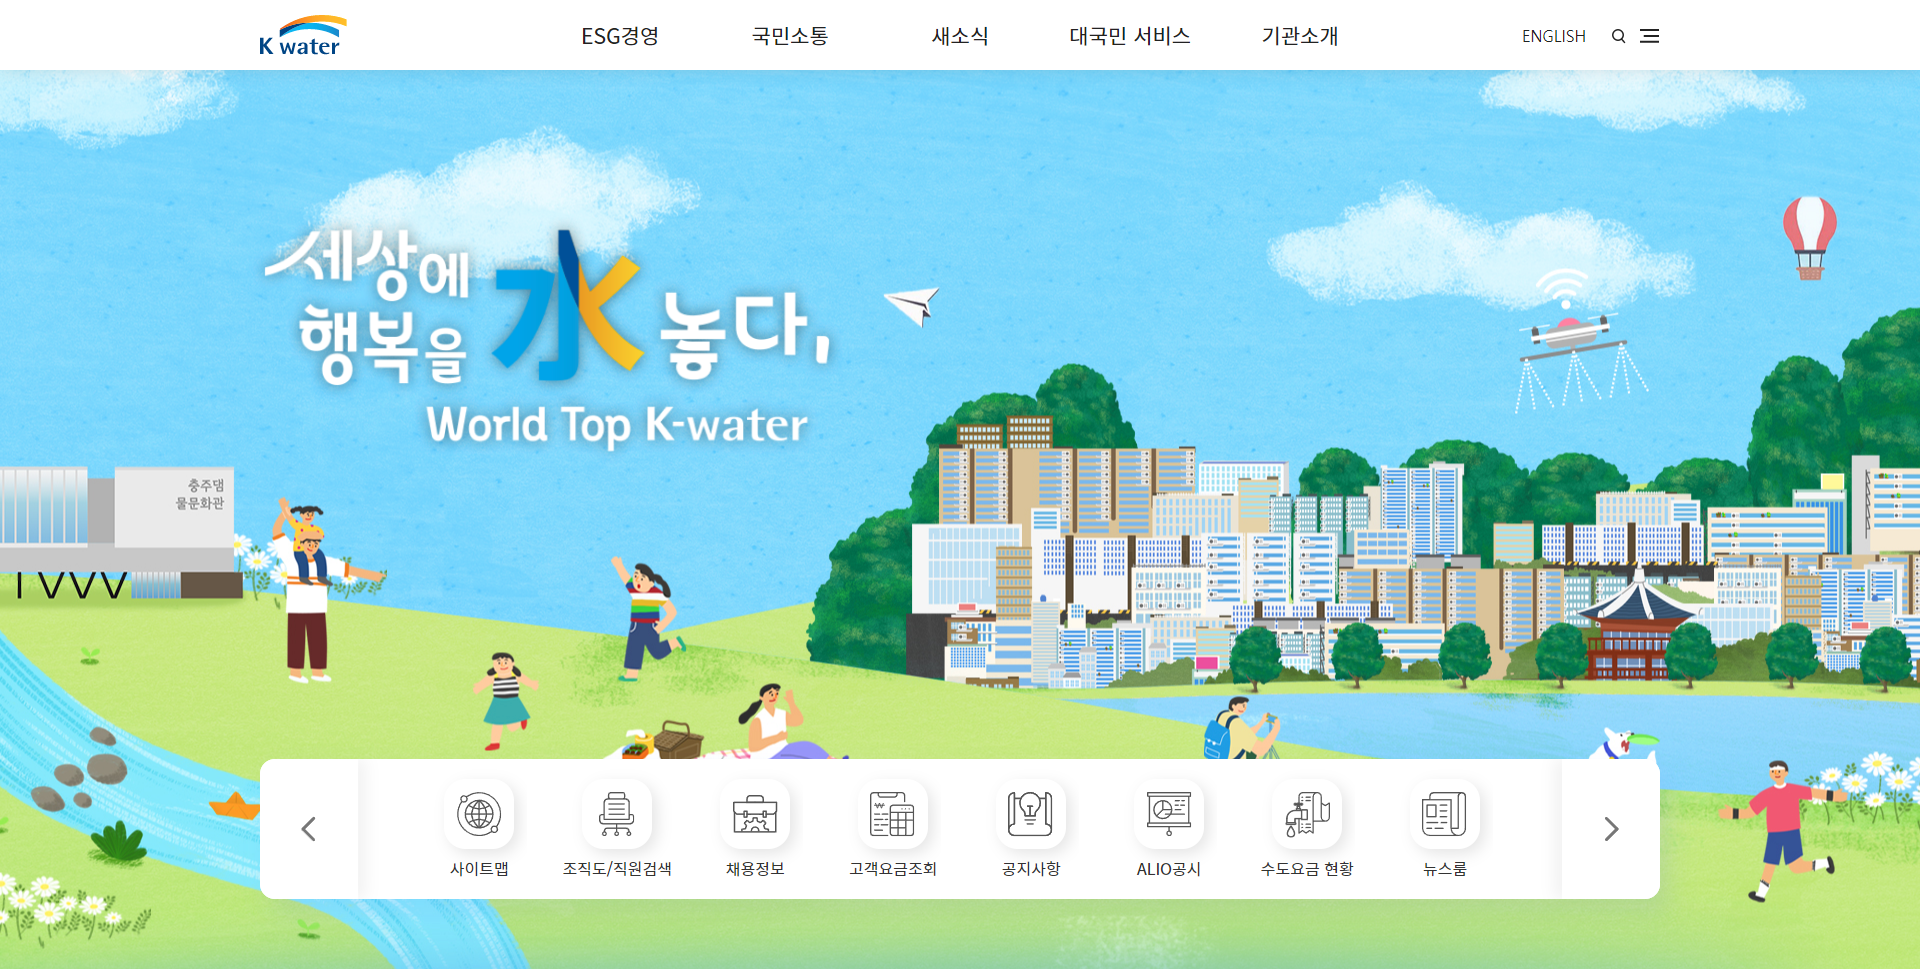 K water
ESG경영
국민소통
새소식
대국민 서비스
기관소개
ENGLISH
세상에
행복을 水 놓다,
World Top K-water
충주댐
물문화관
사이트맵
조직도/직원검색
채용정보
고객요금조회
공지사항
ALIO공시
수도요금 현황
뉴스룸